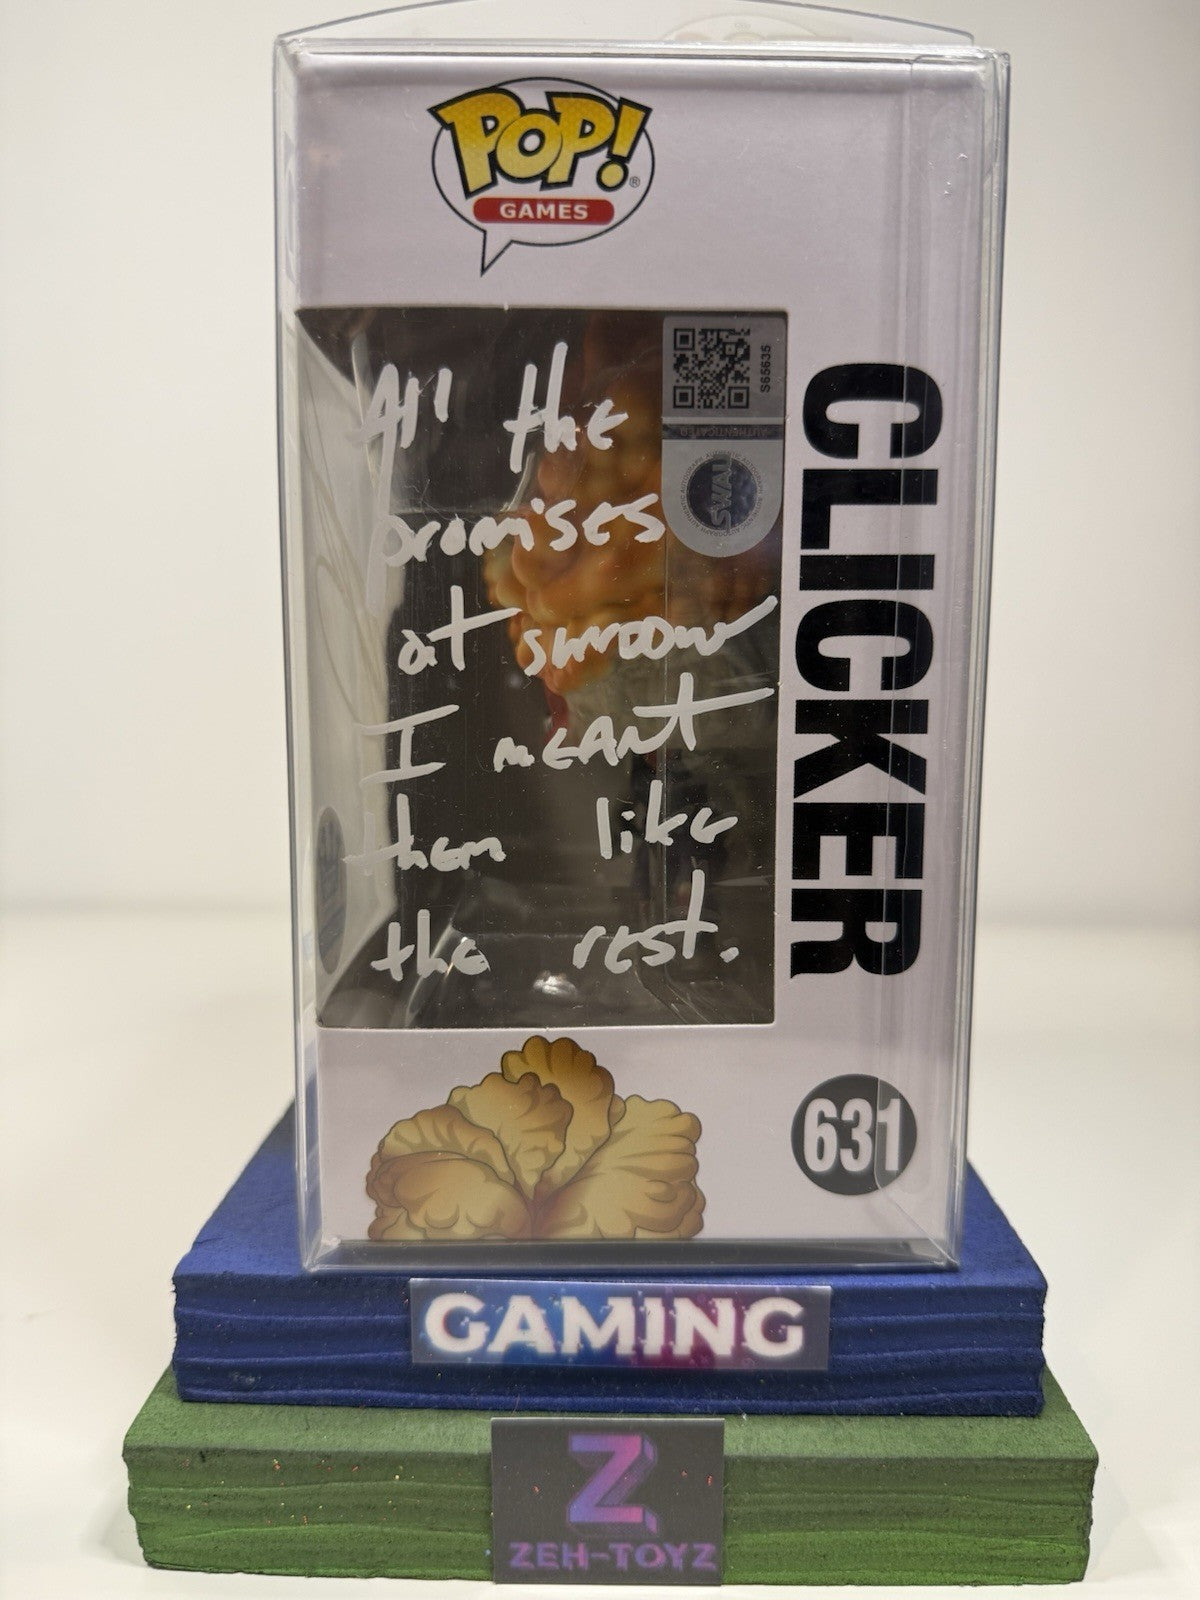 POP!
®
GAMES
All the
promises
at sundown
I meant
them like
the rest.
S65635
AUTHENTICATED
SWAU
CLICKER
631
GAMING
Z
ZEH-TOYZ